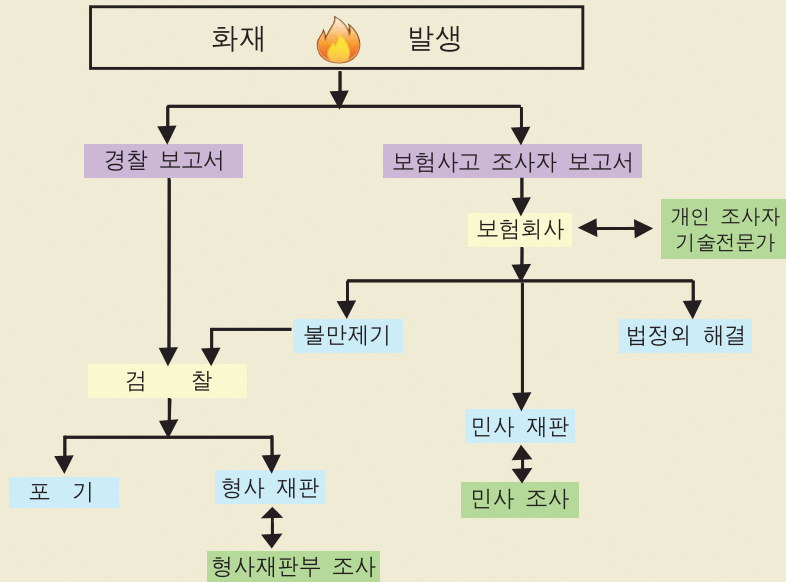 화재 발생
경찰 보고서
보험사고 조사자 보고서
보험회사
개인 조사자
기술전문가
불만제기
법정외 해결
검 찰
민사 재판
포 기
형사 재판
민사 조사
형사재판부 조사